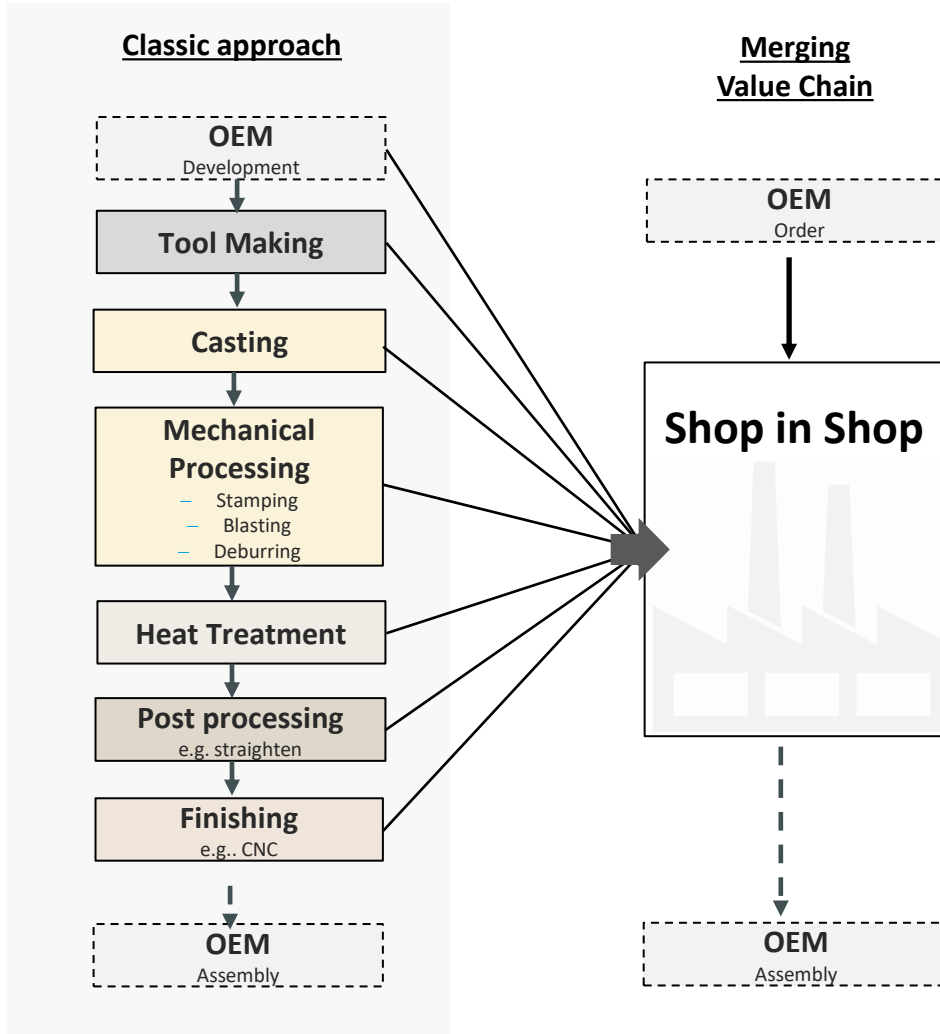 Classic approach
OEM
Development
Tool Making
Casting
Mechanical
Processing
– Stamping
– Blasting
– Deburring
Heat Treatment
Post processing
e.g. straighten
Finishing
e.g.. CNC
OEM
Assembly
Merging
Value Chain
OEM
Order
Shop in Shop
OEM
Assembly